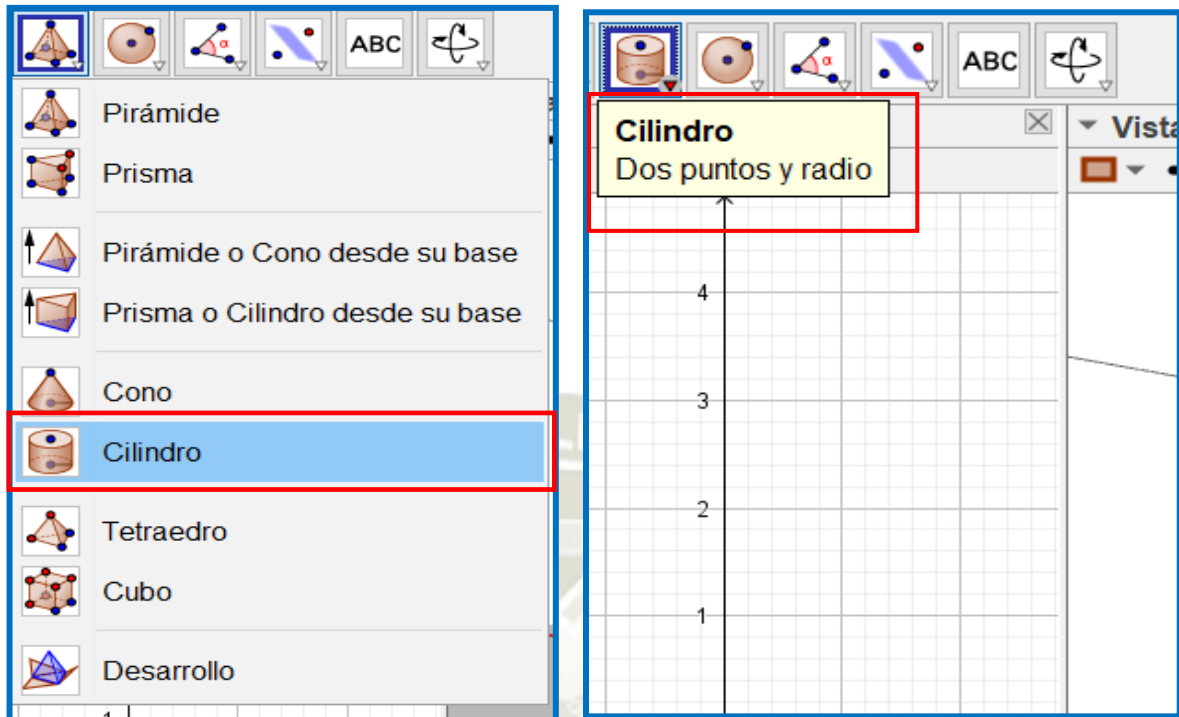 ABC
α
Pirámide
Prisma
Pirámide o Cono desde su base
Prisma o Cilindro desde su base
Cono
Cilindro
Tetraedro
Cubo
Desarrollo
1
α
ABC
Cilindro
Dos puntos y radio
Vista
4
3
2
1